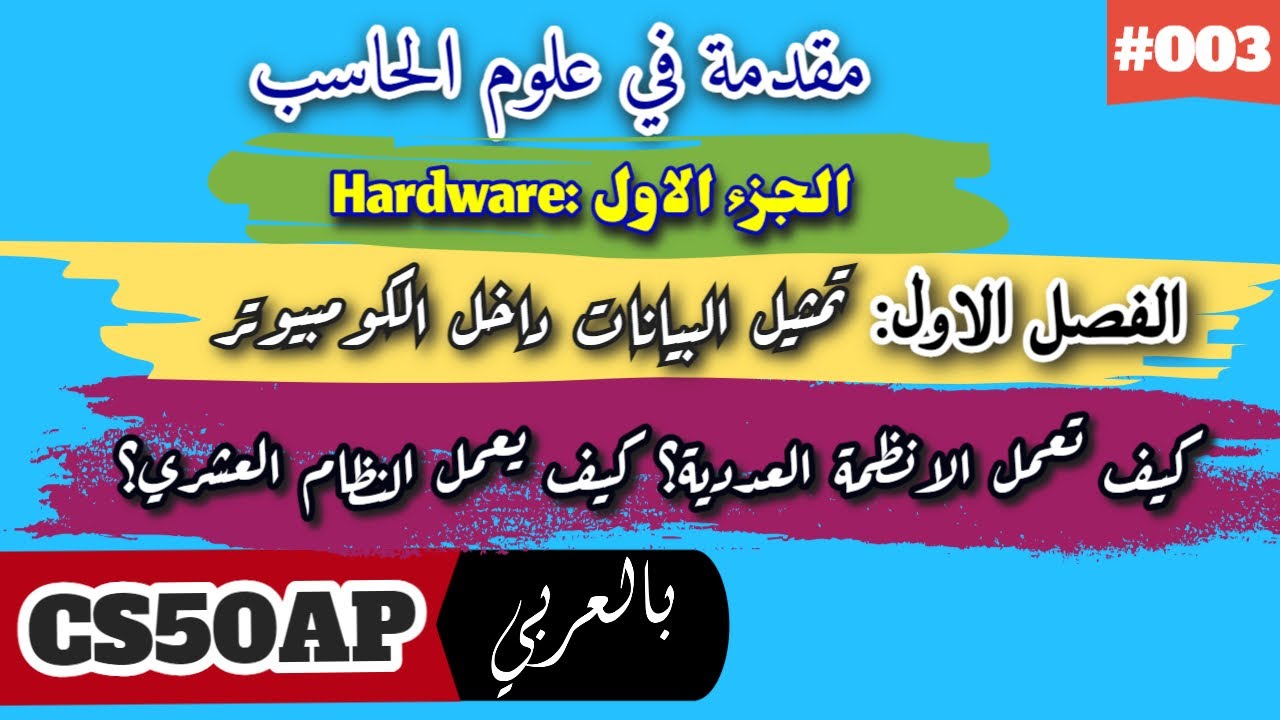 #003
مقدمة في علوم الحاسب
الجزء الاول :Hardware
الفصل الاول: تمثيل البيانات داخل الكومبيوتر
كيف تعمل الانظمة العددية؟ كيف يعمل النظام العشري؟
CS50AP بالعربي